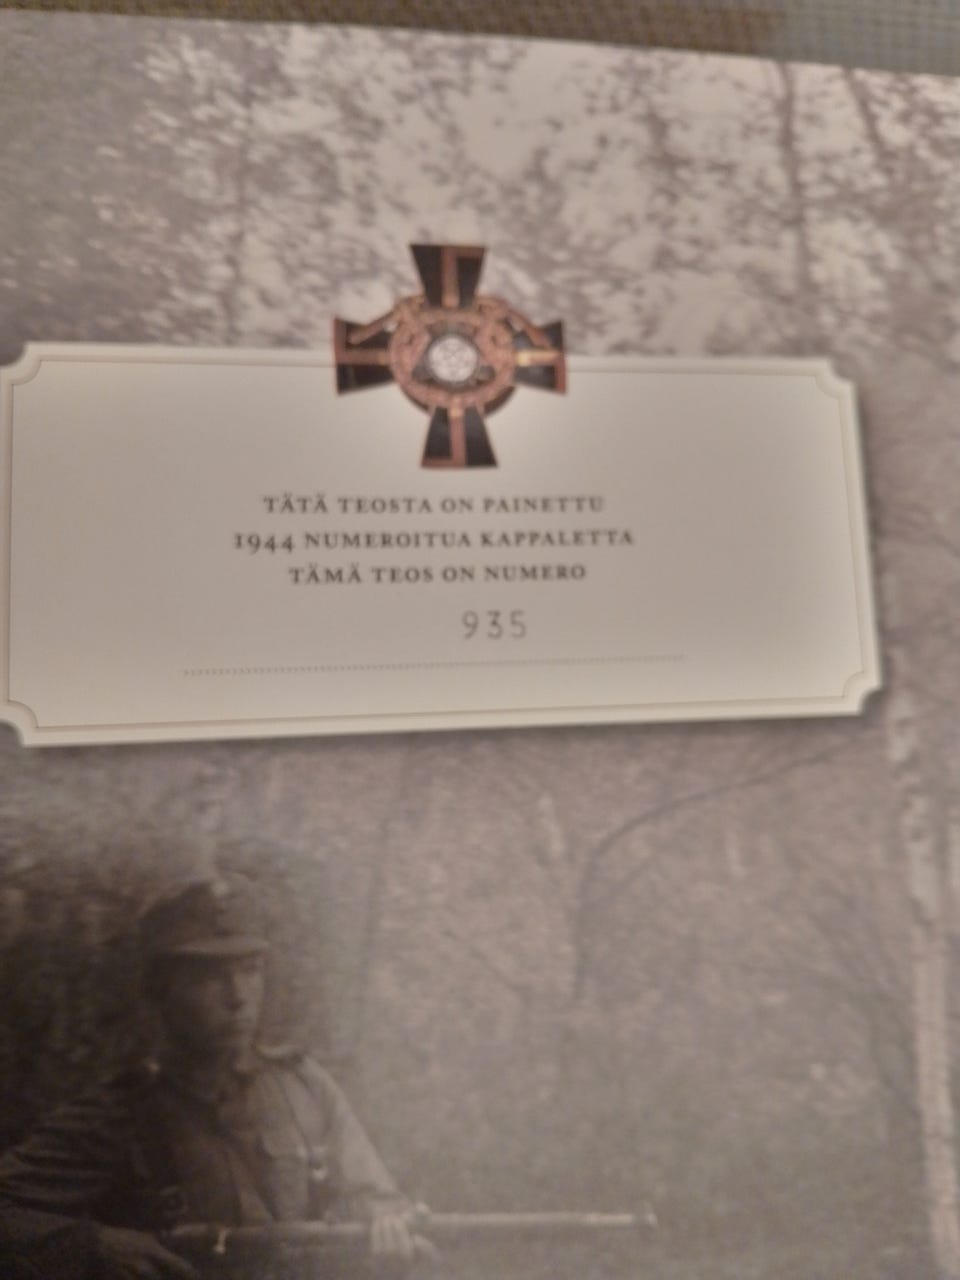 TÄTÄ TEOSTA ON PAINETTU
1944 NUMEROITUA KAPPALETTA
TÄMÄ TEOS ON NUMERO
935